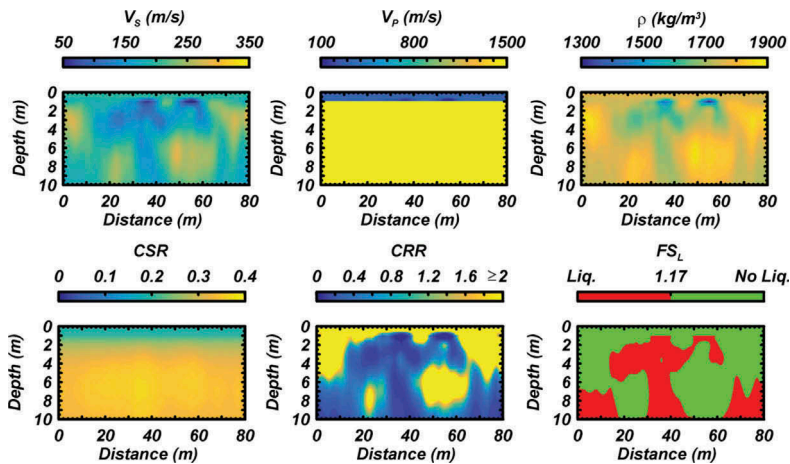 V_S (m/s)
50 150 250 350
Depth (m)
0
2
4
6
8
10
0 20 40 60 80
Distance (m)
V_P (m/s)
100 800 1500
Depth (m)
0
2
4
6
8
10
0 20 40 60 80
Distance (m)
ρ (kg/m³)
1300 1500 1700 1900
Depth (m)
0
2
4
6
8
10
0 20 40 60 80
Distance (m)
CSR
0 0.1 0.2 0.3 0.4
Depth (m)
0
2
4
6
8
10
0 20 40 60 80
Distance (m)
CRR
0 0.4 0.8 1.2 1.6 ≥2
Depth (m)
0
2
4
6
8
10
0 20 40 60 80
Distance (m)
FS_L
Liq. 1.17 No Liq.
Depth (m)
0
2
4
6
8
10
0 20 40 60 80
Distance (m)